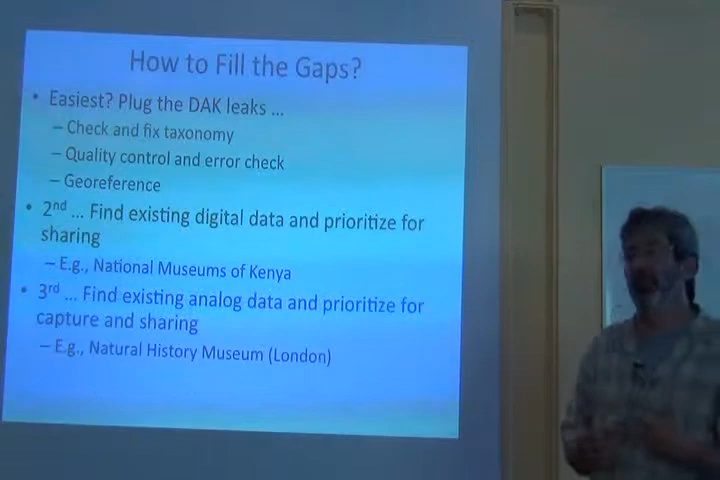 How to Fill the Gaps?
• Easiest? Plug the DAK leaks ...
– Check and fix taxonomy
– Quality control and error check
– Georeference
• 2nd ... Find existing digital data and prioritize for
sharing
– E.g., National Museums of Kenya
• 3rd ... Find existing analog data and prioritize for
capture and sharing
– E.g., Natural History Museum (London)